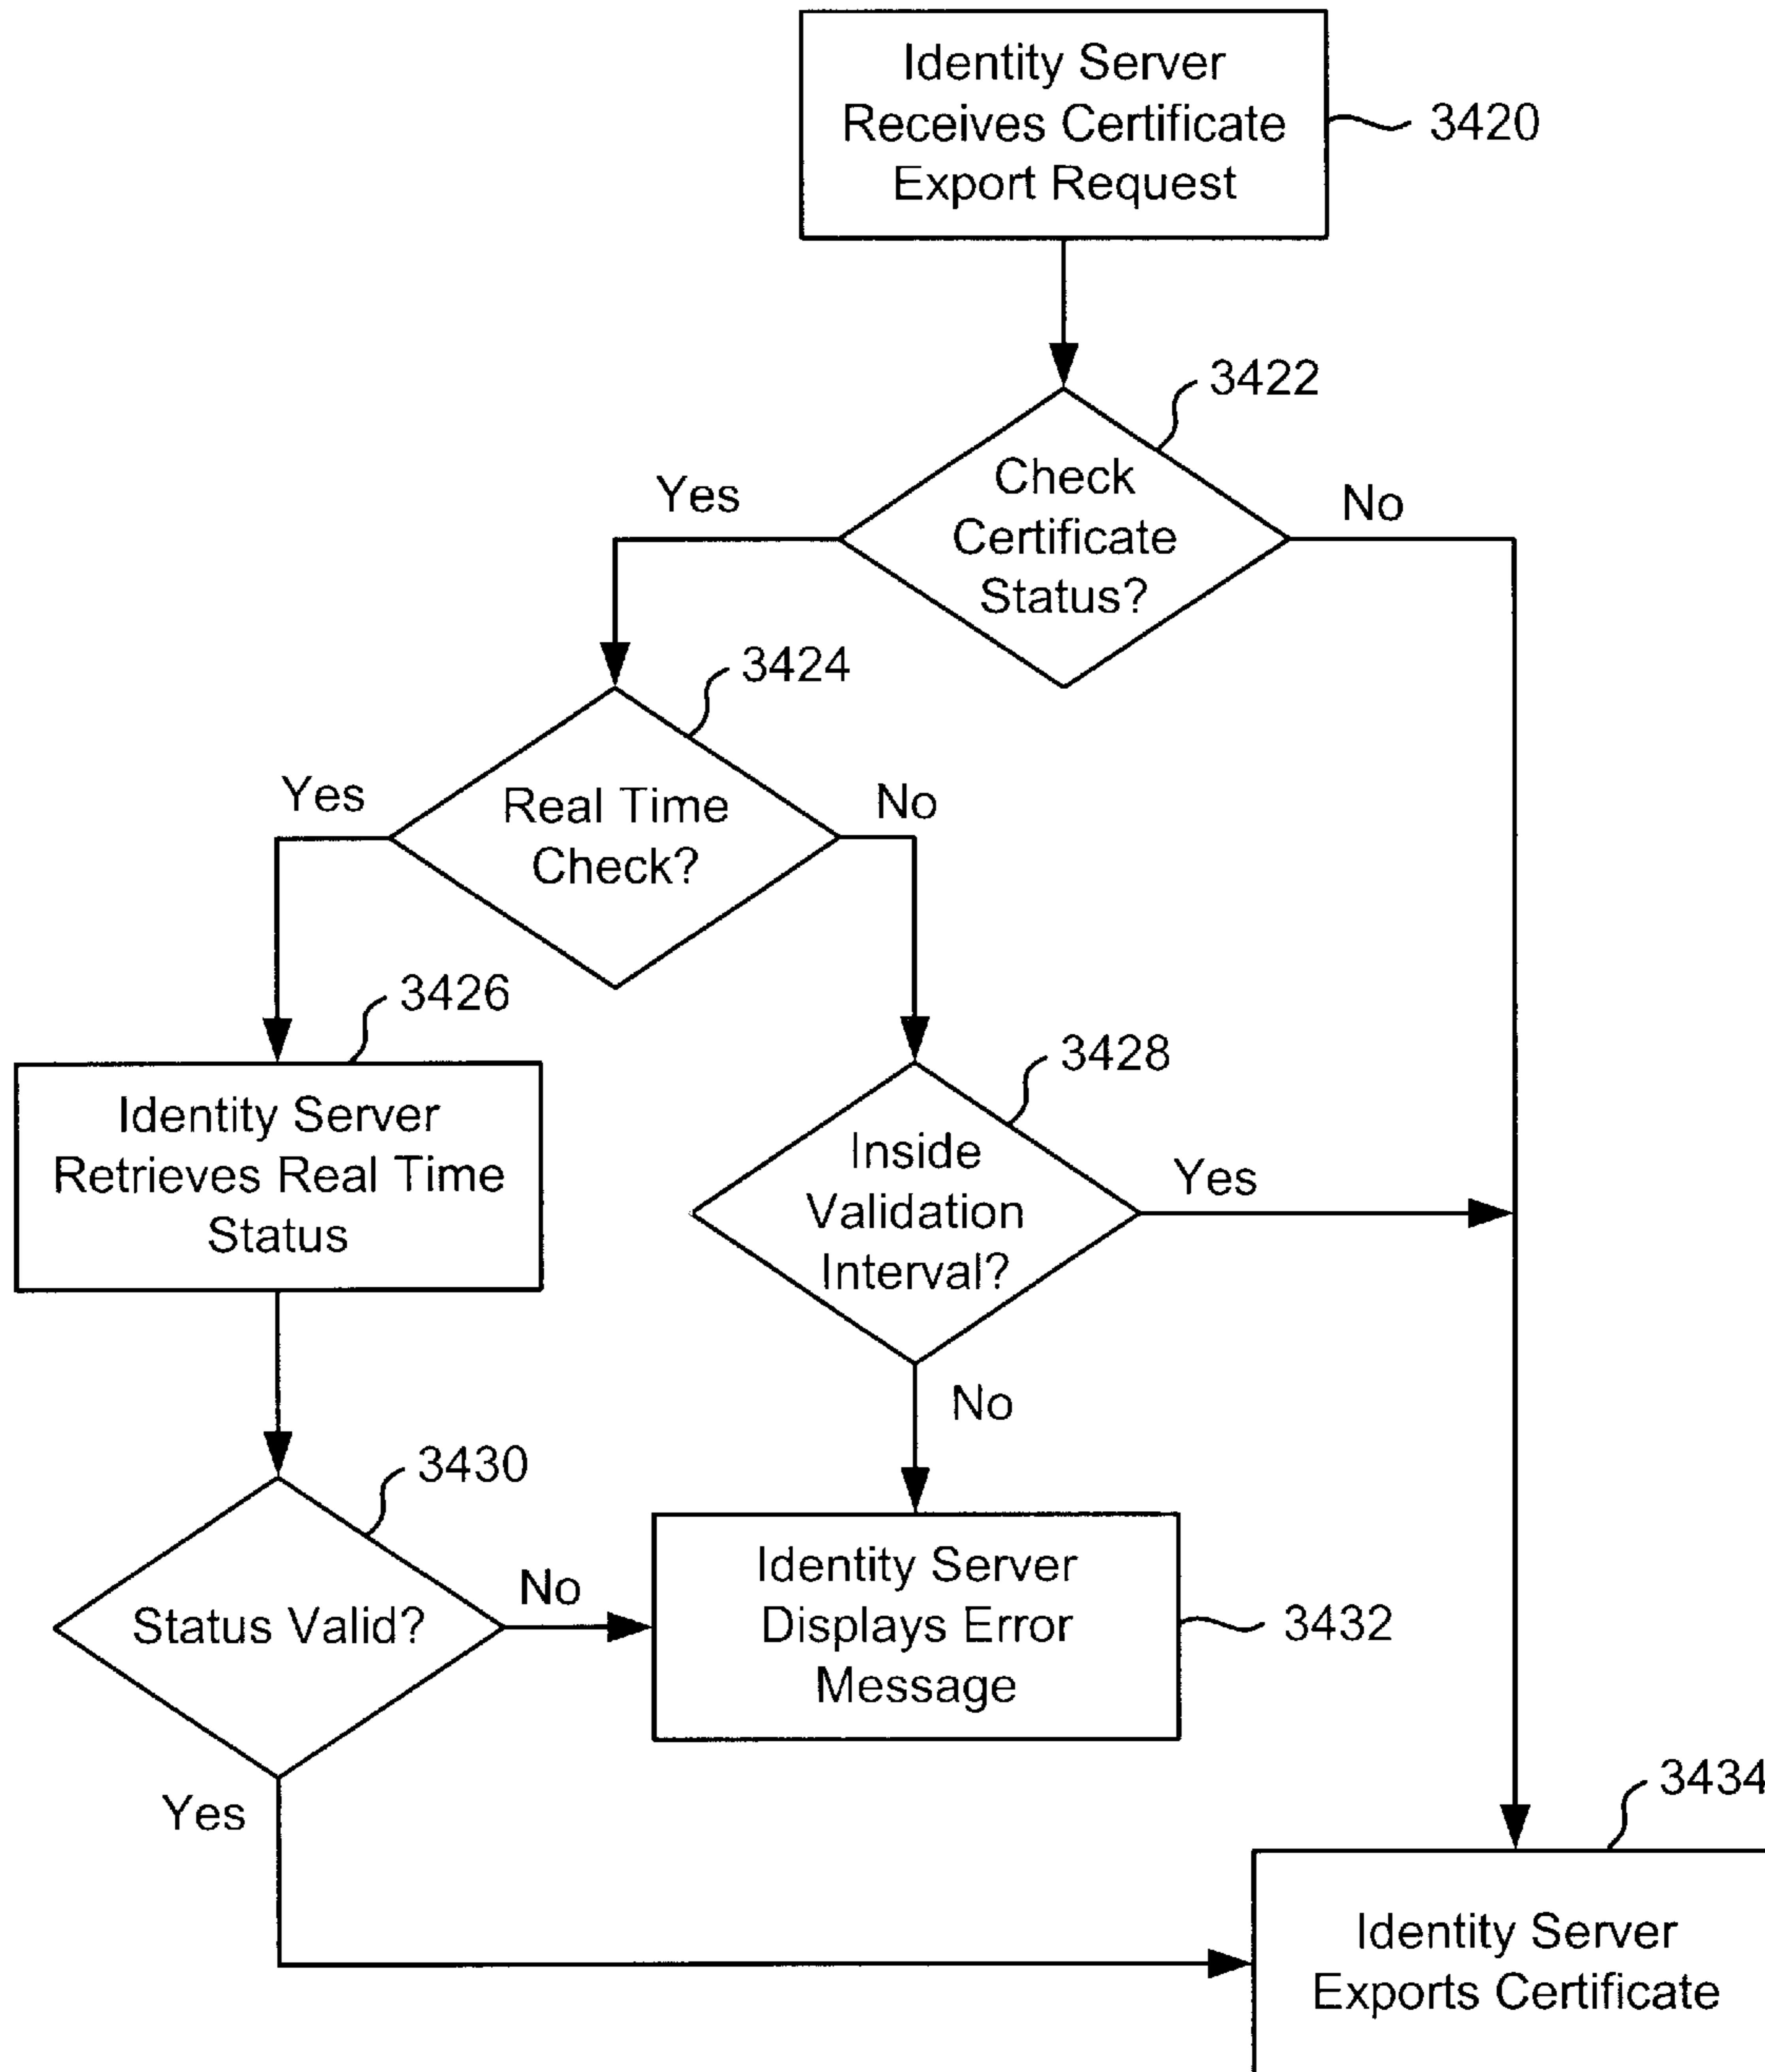 Identity Server
Receives Certificate
Export Request
3420
3422
Check
Certificate
Status?
Yes
No
3424
Real Time
Check?
Yes
No
3426
Identity Server
Retrieves Real Time
Status
3428
Inside
Validation
Interval?
Yes
No
3430
Status Valid?
No
Yes
Identity Server
Displays Error
Message
3432
3434
Identity Server
Exports Certificate